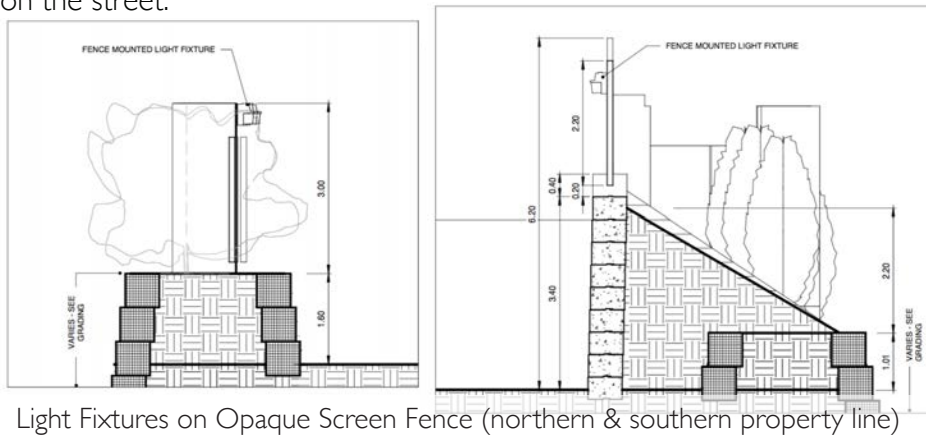 on the street.
FENCE MOUNTED LIGHT FIXTURE
3.00
1.60
VARIES - SEE
GRADING
FENCE MOUNTED LIGHT FIXTURE
2.20
0.40
0.20
6.20
3.40
2.20
1.01
VARIES - SEE
GRADING
Light Fixtures on Opaque Screen Fence (northern & southern property line)